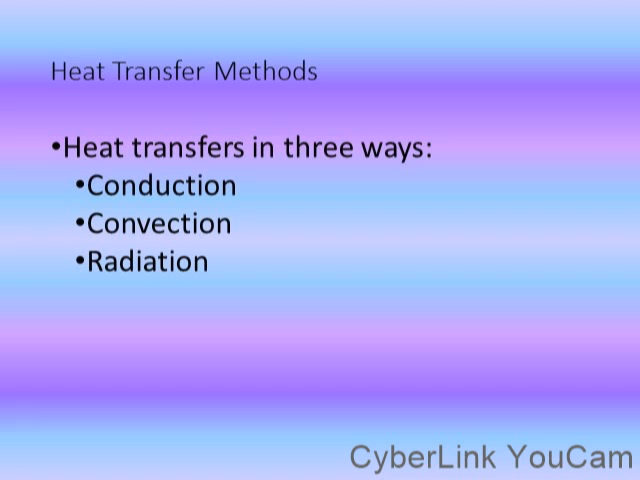 Heat Transfer Methods
•Heat transfers in three ways:
•Conduction
•Convection
•Radiation
CyberLink YouCam